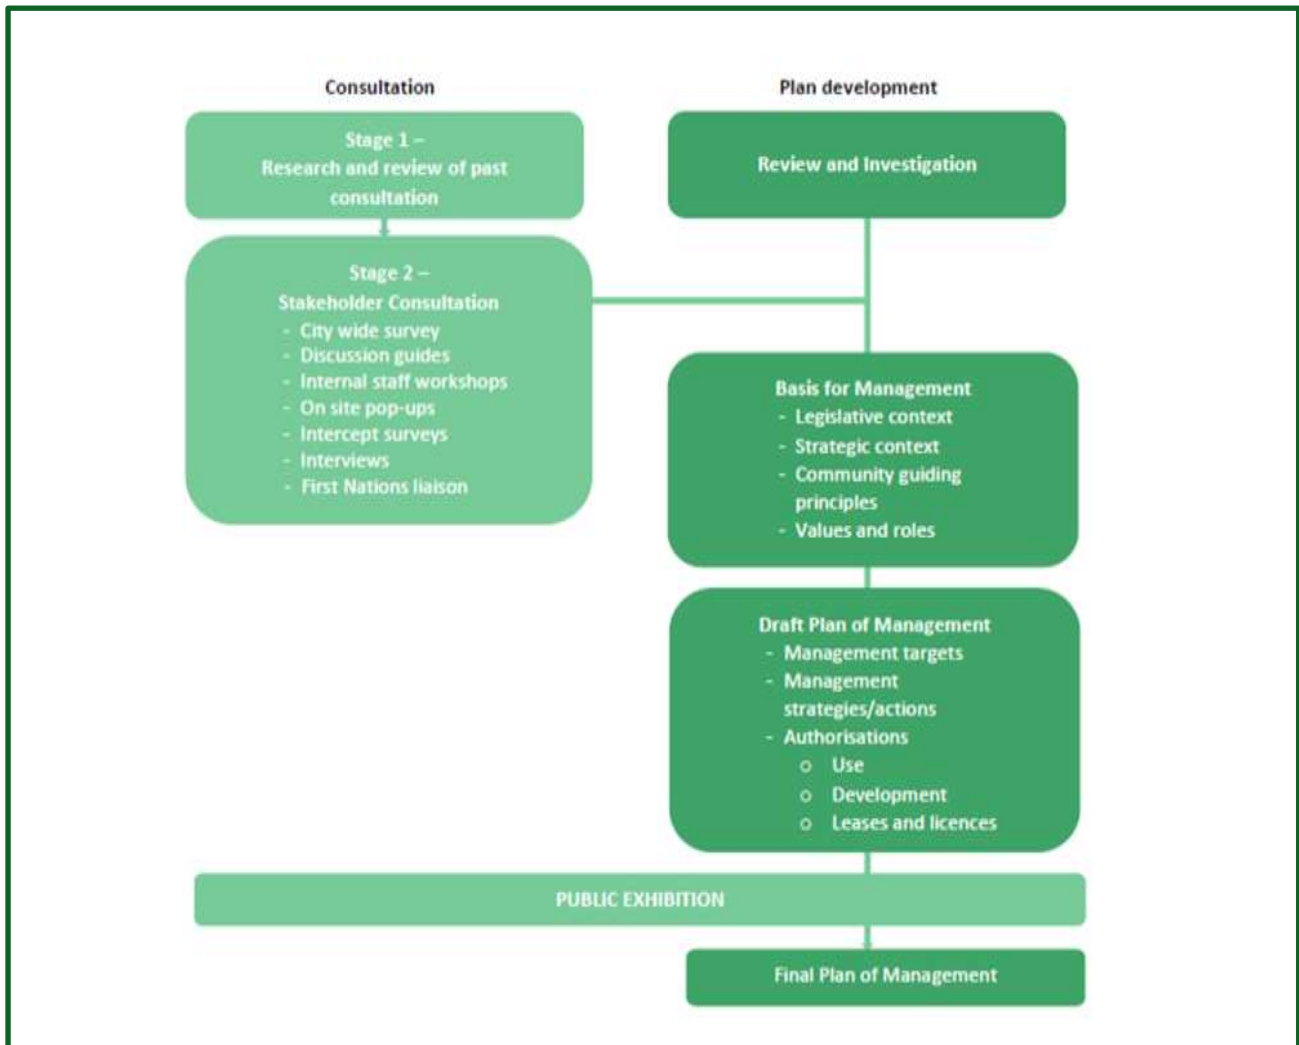 Consultation
Stage 1 –
Research and review of past
consultation
Stage 2 –
Stakeholder Consultation
- City wide survey
- Discussion guides
- Internal staff workshops
- On site pop-ups
- Intercept surveys
- Interviews
- First Nations liaison
Plan development
Review and Investigation
Basis for Management
- Legislative context
- Strategic context
- Community guiding
principles
- Values and roles
Draft Plan of Management
- Management targets
- Management
strategies/actions
- Authorisations
o Use
o Development
o Leases and licences
PUBLIC EXHIBITION
Final Plan of Management